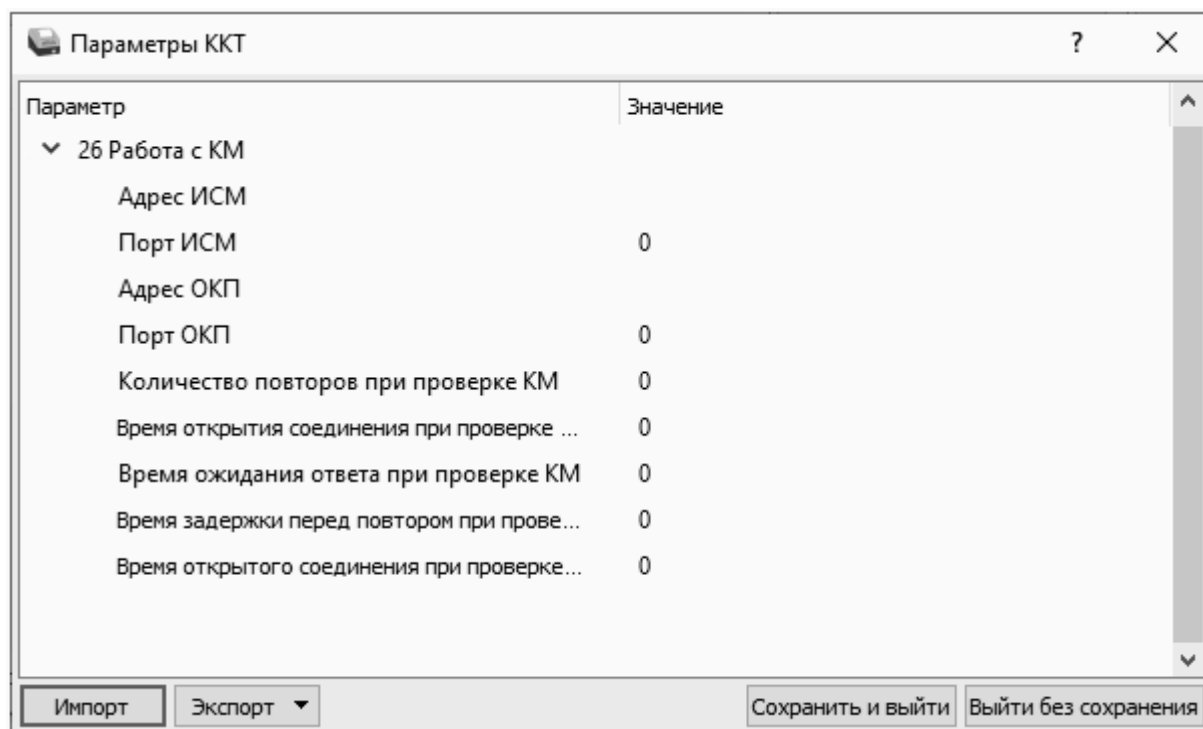 Параметры ККТ ?
Параметр Значение
26 Работа с КМ
Адрес ИСМ
Порт ИСМ 0
Адрес ОКП
Порт ОКП 0
Количество повторов при проверке КМ 0
Время открытия соединения при проверке ... 0
Время ожидания ответа при проверке КМ 0
Время задержки перед повтором при прове... 0
Время открытого соединения при проверке... 0
Импорт Экспорт Сохранить и выйти Выйти без сохранения